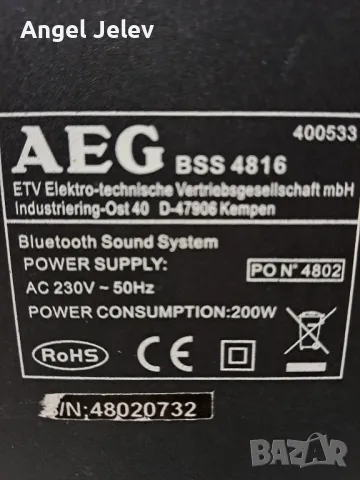 Angel Jelev
400533
AEG BSS 4816
ETV Elektro-technische Vertriebsgesellschaft mbH
Industriering-Ost 40 D-47906 Kempen
Bluetooth Sound System
POWER SUPPLY:
PO N° 4802
AC 230V ~ 50Hz
POWER CONSUMPTION:200W
RoHS CE
S/N:48020732
BAZAR